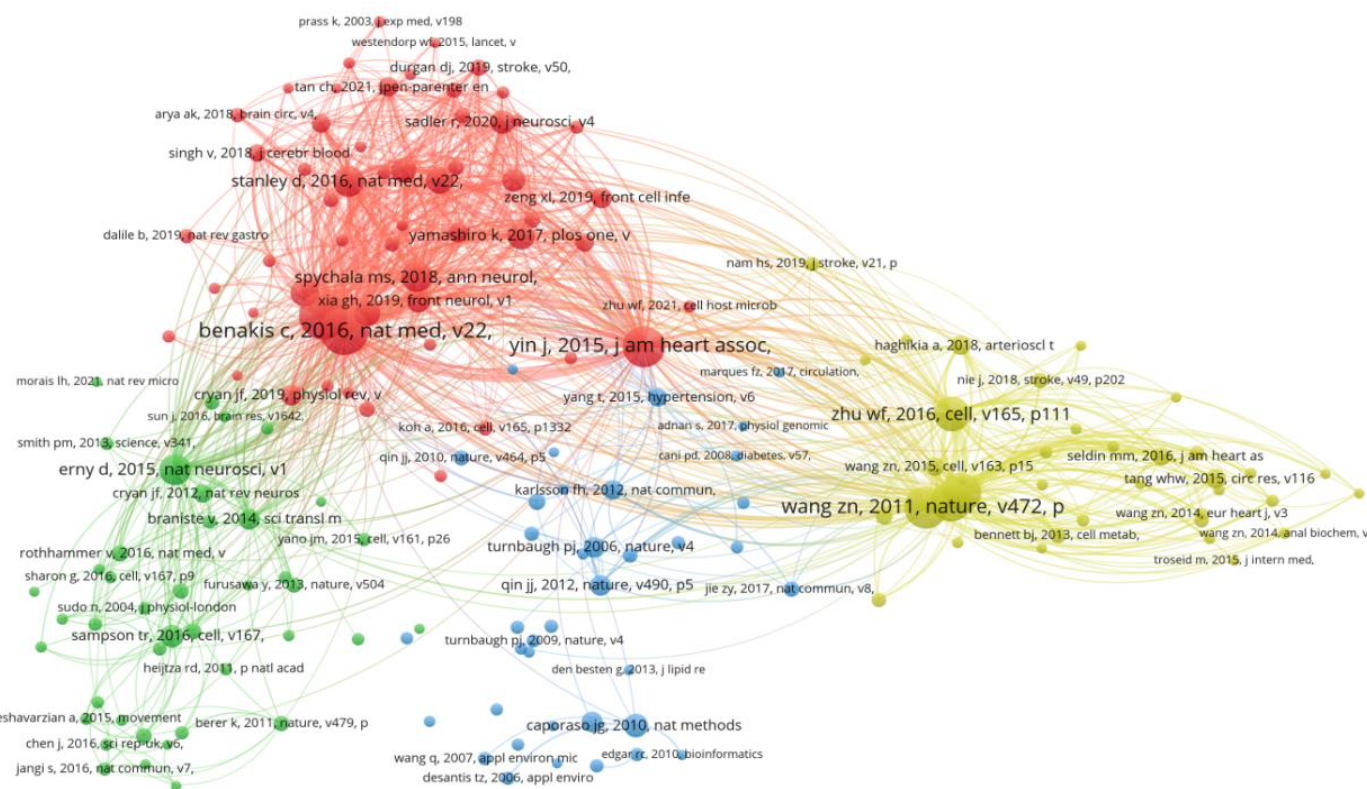 prass k, 2003, j exp med, v198
westendorp wf, 2015, lancet, v
durgan dj, 2019, stroke, v50,
tan ch, 2021, jpen-parenter en
arya ak, 2018, brain circ, v4,
sadler r, 2020, j neurosci, v4
singh v, 2018, j cerebr blood
stanley d, 2016, nat med, v22,
zeng xl, 2019, front cell infe
dalile b, 2019, nat rev gastro
yamashiro k, 2017, plos one, v
nam hs, 2019, j stroke, v21, p
spychala ms, 2018, ann neurol,
xia gh, 2019, front neurol, v1
zhu wf, 2021, cell host microb
benakis c, 2016, nat med, v22,
yin j, 2015, j am heart assoc,
haghikia a, 2018, arterioscl t
marques fz, 2017, circulation,
morais lh, 2021, nat rev micro
nie j, 2018, stroke, v49, p202
cryan jf, 2019, physiol rev, v
yang t, 2015, hypertension, v6
sun j, 2016, brain res, v1642,
zhu wf, 2016, cell, v165, p111
koh a, 2016, cell, v165, p1332
adnan s, 2017, physiol genomic
smith pm, 2013, science, v341,
qin jj, 2010, nature, v464, p5
cani pd, 2008, diabetes, v57,
seldin mm, 2016, j am heart as
erny d, 2015, nat neurosci, v1
wang zn, 2015, cell, v163, p15
tang whw, 2015, circ res, v116
cryan jf, 2012, nat rev neuros
karlsson fh, 2012, nat commun,
wang zn, 2011, nature, v472, p
wang zn, 2014, eur heart j, v3
braniste v, 2014, sci transl m
yano jm, 2015, cell, v161, p26
bennett bj, 2013, cell metab,
wang zn, 2014, anal biochem, v
rothhammer v, 2016, nat med, v
turnbaugh pj, 2006, nature, v4
troseid m, 2015, j intern med,
sharon g, 2016, cell, v167, p9
furusawa y, 2013, nature, v504
qin jj, 2012, nature, v490, p5
jie zy, 2017, nat commun, v8,
sudo n, 2004, j physiol-london
sampson tr, 2016, cell, v167,
turnbaugh pj, 2009, nature, v4
heijtza rd, 2011, p natl acad
den besten g, 2013, j lipid re
eshavarzian a, 2015, movement
berer k, 2011, nature, v479, p
caporaso jg, 2010, nat methods
chen j, 2016, sci rep-uk, v6,
wang q, 2007, appl environ mic
edgar rc, 2010, bioinformatics
jangi s, 2016, nat commun, v7,
desantis tz, 2006, appl enviro